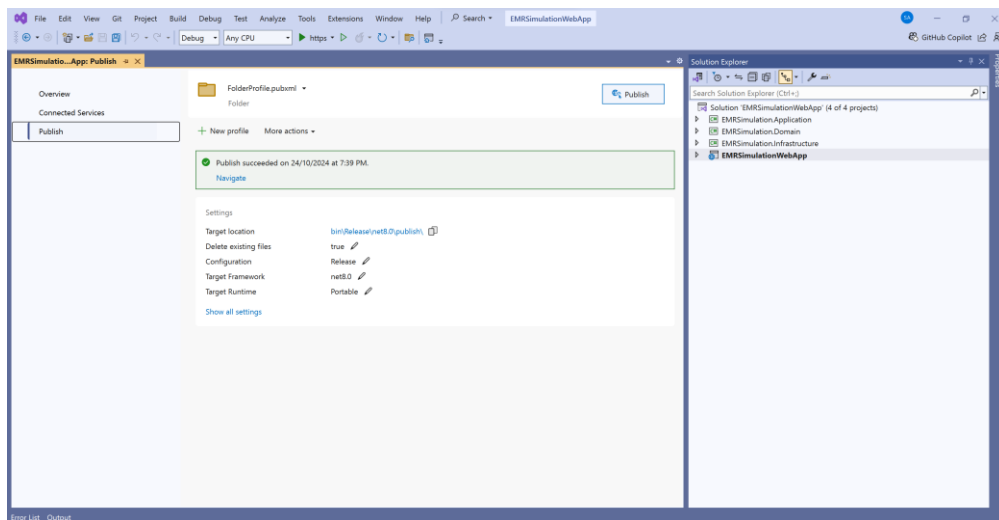 File Edit View Git Project Build Debug Test Analyze Tools Extensions Window Help Search EMRSimulationWebApp SA
Debug Any CPU https GitHub Copilot
EMRSimulatio...App: Publish
Solution Explorer
Properties
Overview
Connected Services
Publish
FolderProfile.pubxml
Folder
Publish
New profile More actions
Publish succeeded on 24/10/2024 at 7:39 PM.
Navigate
Settings
Target location bin\Release\net8.0\publish\
Delete existing files true
Configuration Release
Target Framework net8.0
Target Runtime Portable
Show all settings
Search Solution Explorer (Ctrl+;)
Solution 'EMRSimulationWebApp' (4 of 4 projects)
EMRSimulation.Application
EMRSimulation.Domain
EMRSimulation.Infrastructure
EMRSimulationWebApp
Error List Output